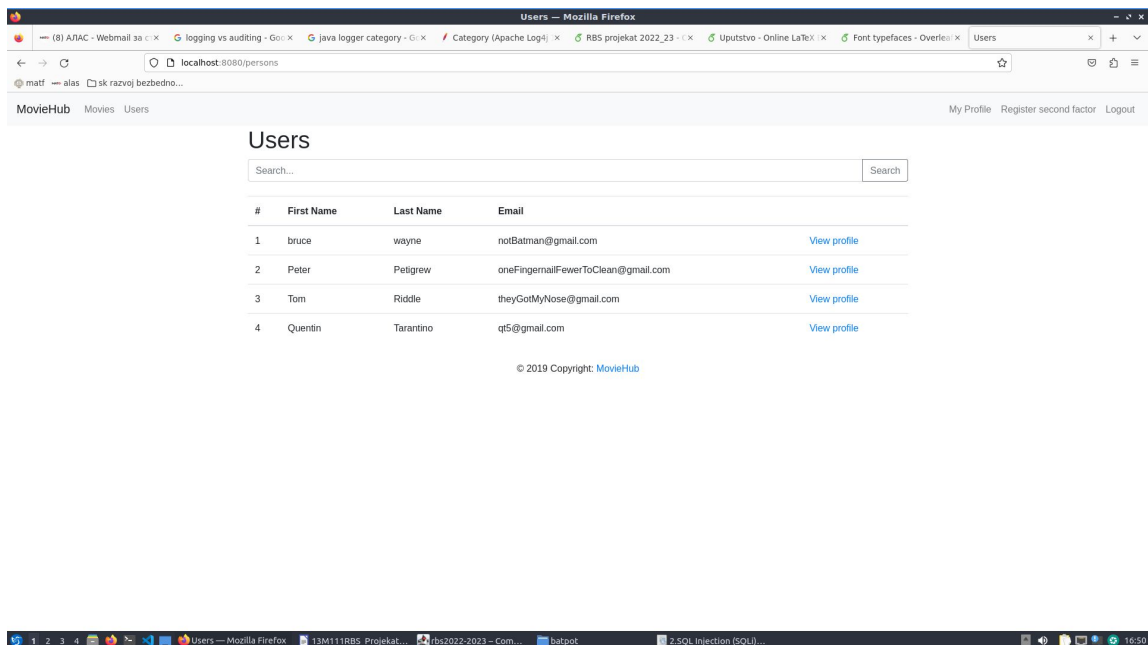 Users — Mozilla Firefox
(8) АЛАС - Webmail за с
logging vs auditing - Goo
java logger category - Go
Category (Apache Log4j
RBS projekat 2022_23 -
Uputstvo - Online LaTeX
Font typefaces - Overleaf
Users
localhost:8080/persons
matf alas sk razvoj bezbedno...
MovieHub Movies Users My Profile Register second factor Logout
Users
Search... Search
# First Name Last Name Email
1 bruce wayne notBatman@gmail.com View profile
2 Peter Petigrew oneFingernailFewerToClean@gmail.com View profile
3 Tom Riddle theyGotMyNose@gmail.com View profile
4 Quentin Tarantino qt5@gmail.com View profile
© 2019 Copyright: MovieHub
1 2 3 4 Users — Mozilla Firefox 13M111RBS_Projekat... rbs2022-2023 – Com... batpot 2.SQL Injection (SQLi)... 16:50